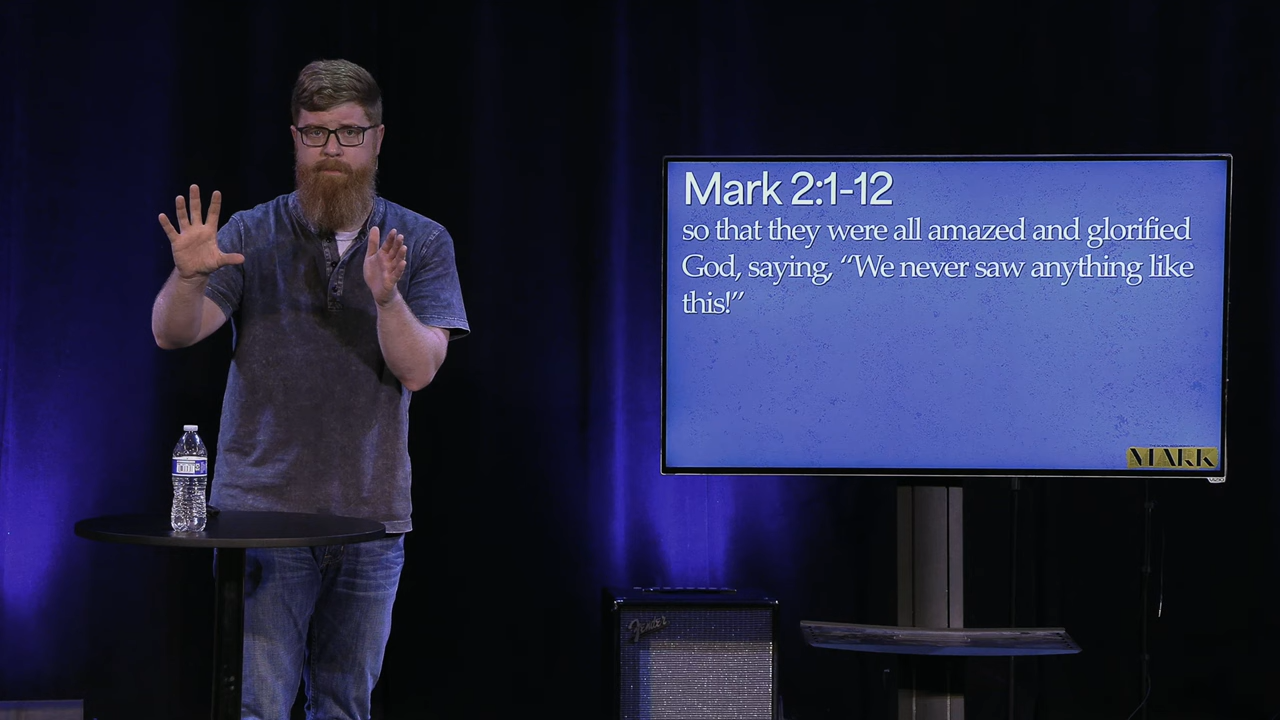 Mark 2:1-12
so that they were all amazed and glorified
God, saying, “We never saw anything like
this!”
MARK
Fender